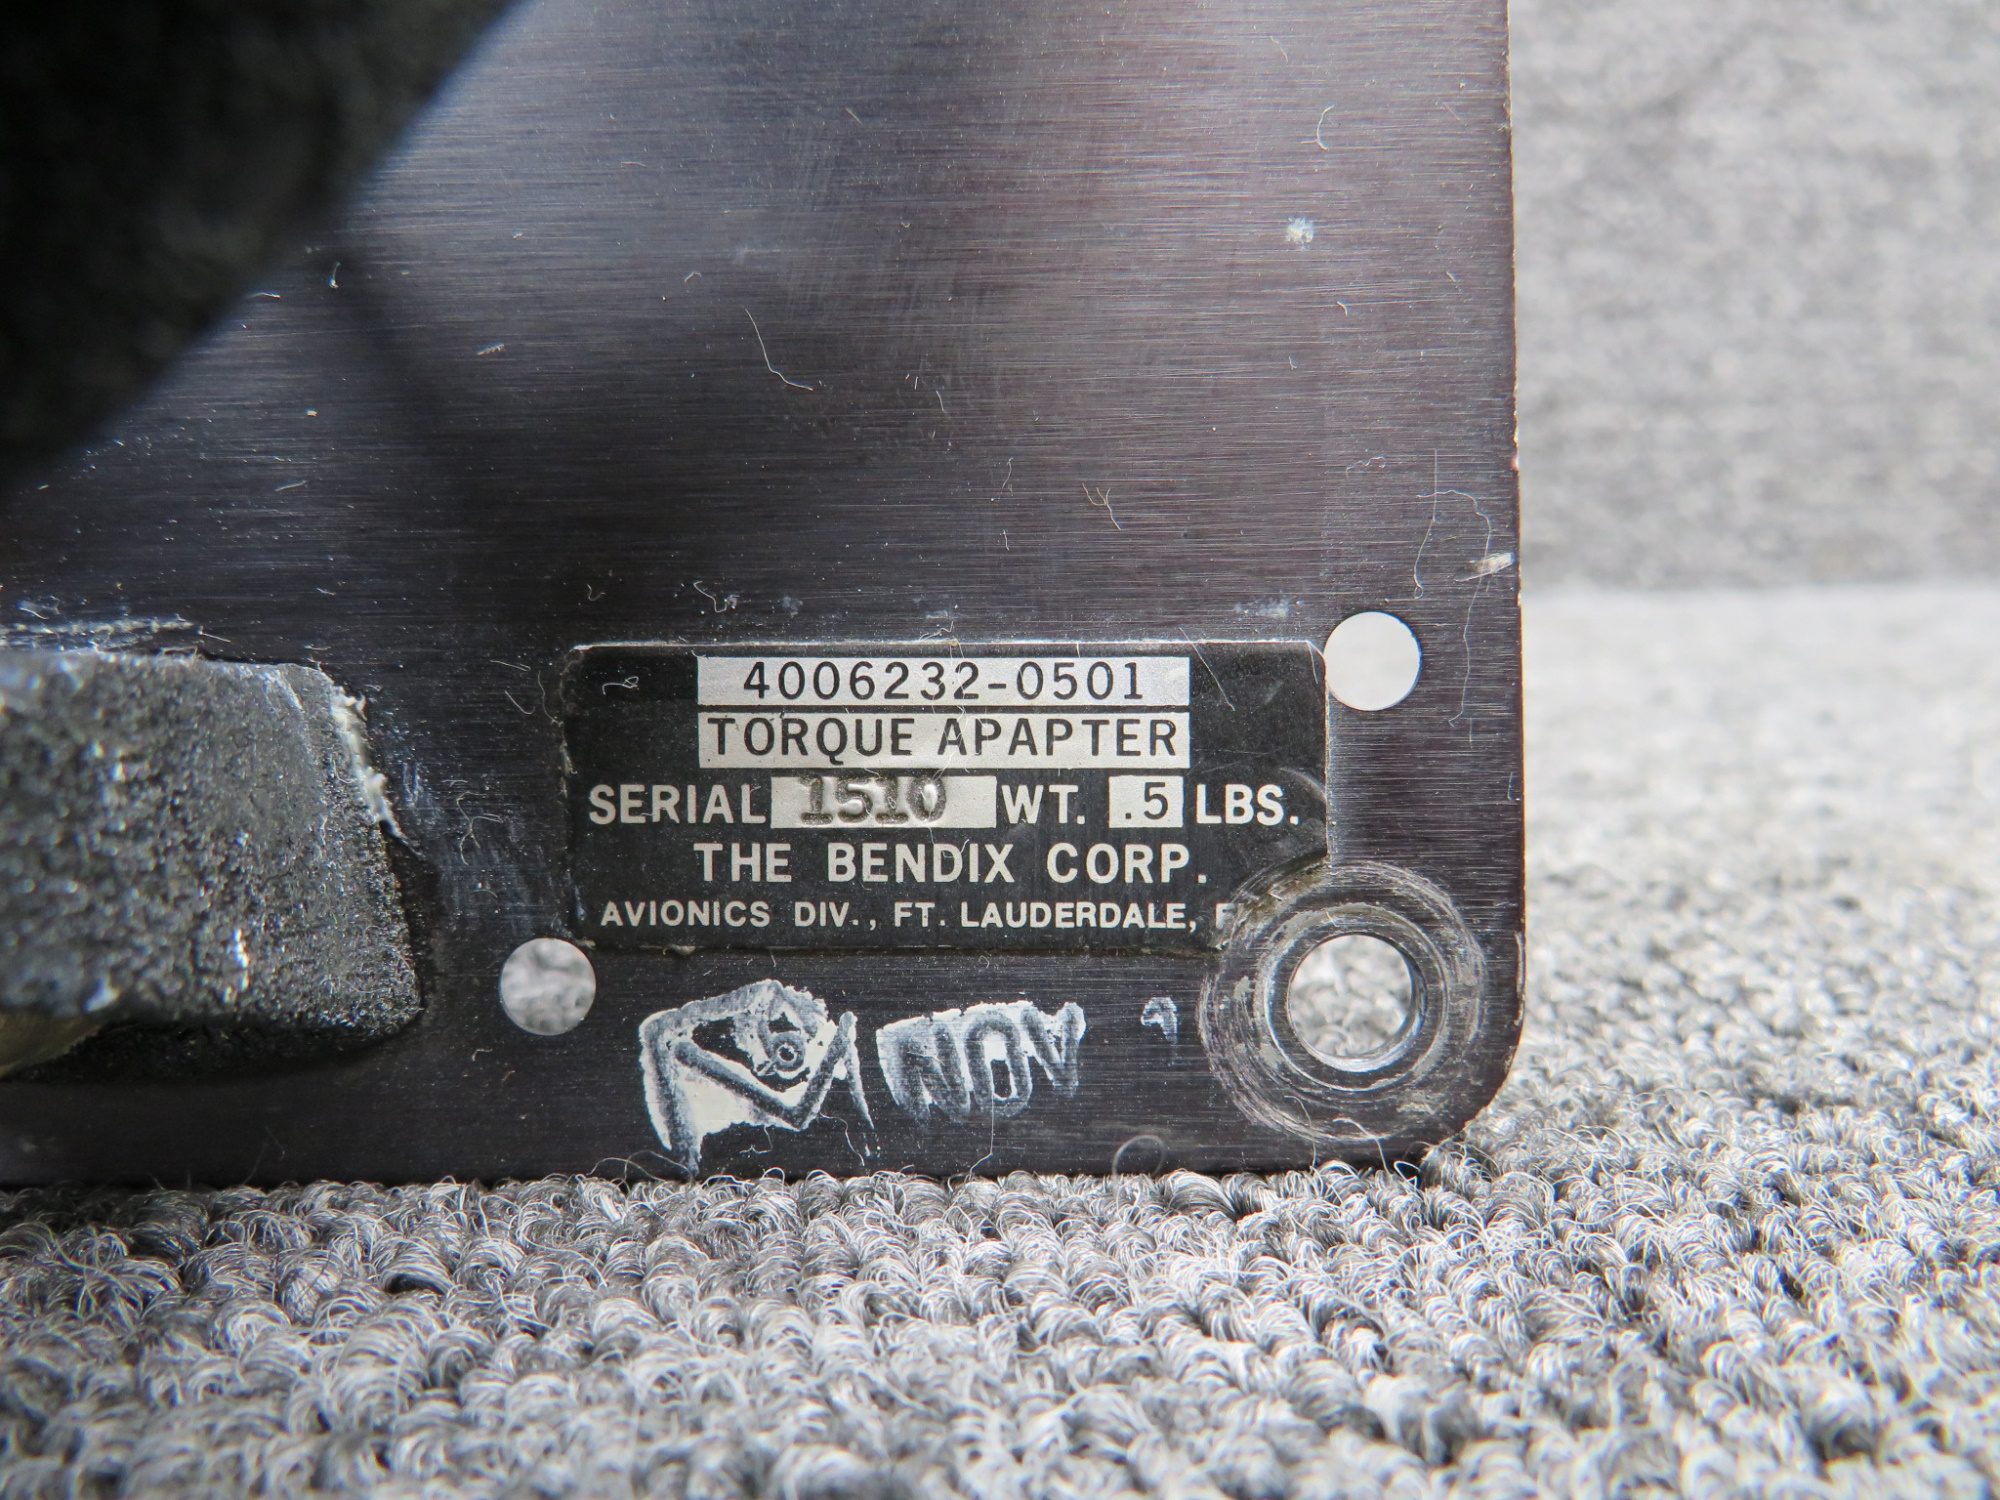 4006232-0501
TORQUE APAPTER
SERIAL 1510 WT. .5 LBS.
THE BENDIX CORP.
AVIONICS DIV., FT. LAUDERDALE, F
NOV